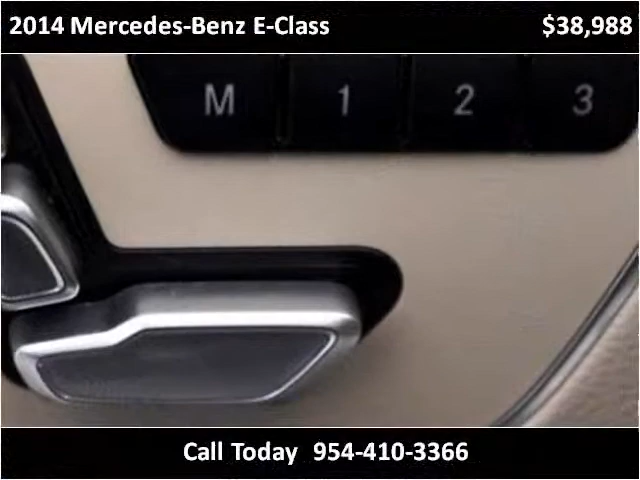 2014 Mercedes-Benz E-Class $38,988
M 1 2 3
Call Today 954-410-3366